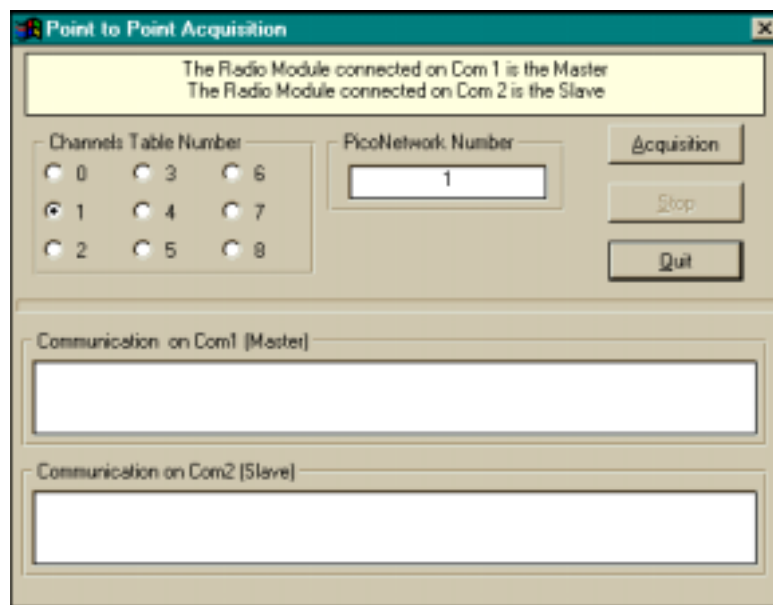 Point to Point Acquisition
The Radio Module connected on Com 1 is the Master
The Radio Module connected on Com 2 is the Slave
Channels Table Number
0 3 6
1 4 7
2 5 8
PicoNetwork Number
1
Acquisition
Stop
Quit
Communication on Com1 (Master)
Communication on Com2 (Slave)